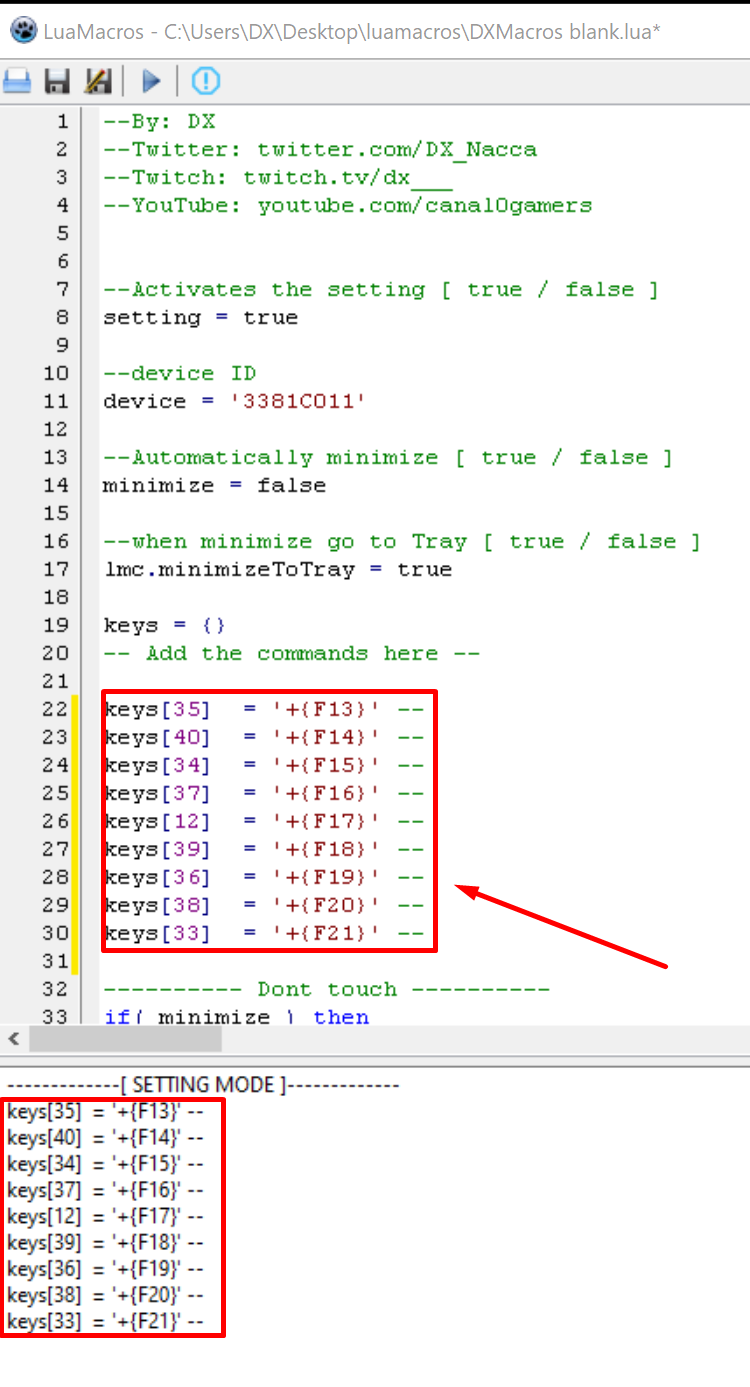 LuaMacros - C:\Users\DX\Desktop\luamacros\DXMacros blank.lua*
1 --By: DX
2 --Twitter: twitter.com/DX_Nacca
3 --Twitch: twitch.tv/dx___
4 --YouTube: youtube.com/canal0gamers
5
6
7 --Activates the setting [ true / false ]
8 setting = true
9
10 --device ID
11 device = '3381C011'
12
13 --Automatically minimize [ true / false ]
14 minimize = false
15
16 --when minimize go to Tray [ true / false ]
17 lmc.minimizeToTray = true
18
19 keys = {}
20 -- Add the commands here --
21
22 keys[35] = '+{F13}' --
23 keys[40] = '+{F14}' --
24 keys[34] = '+{F15}' --
25 keys[37] = '+{F16}' --
26 keys[12] = '+{F17}' --
27 keys[39] = '+{F18}' --
28 keys[36] = '+{F19}' --
29 keys[38] = '+{F20}' --
30 keys[33] = '+{F21}' --
31
32 ---------- Dont touch ----------
33 if( minimize ) then
-------------[ SETTING MODE ]-------------
keys[35] = '+{F13}' --
keys[40] = '+{F14}' --
keys[34] = '+{F15}' --
keys[37] = '+{F16}' --
keys[12] = '+{F17}' --
keys[39] = '+{F18}' --
keys[36] = '+{F19}' --
keys[38] = '+{F20}' --
keys[33] = '+{F21}' --